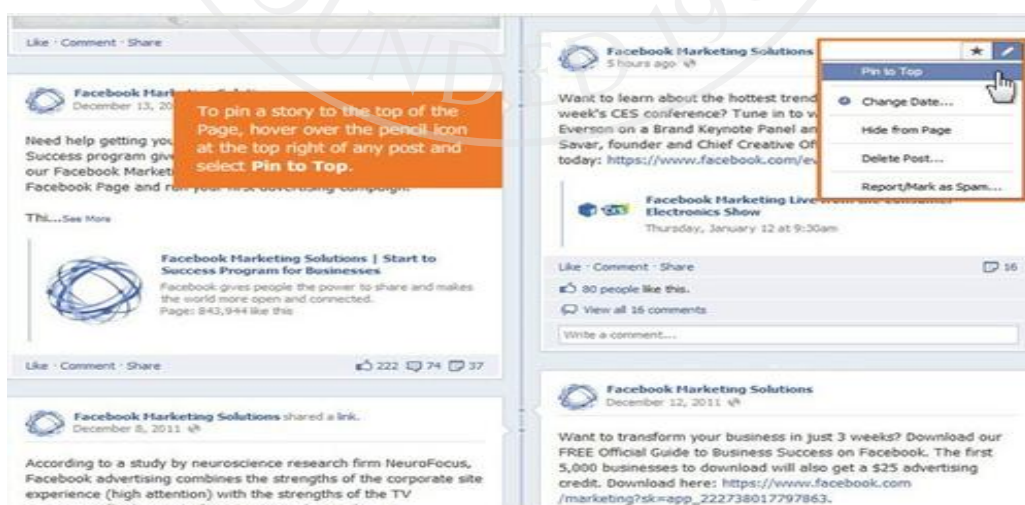 Like · Comment · Share
Facebook Mark
December 13, 20
To pin a story to the top of the
Page, hover over the pencil icon
at the top right of any post and
select Pin to Top.
Need help getting you
Success program giv
our Facebook Marketi
Facebook Page and run your first advertising campaign.
Thi...See More
Facebook Marketing Solutions | Start to
Success Program for Businesses
Facebook gives people the power to share and makes
the world more open and connected.
Page: 843,944 like this
Like · Comment · Share
222 74 37
Facebook Marketing Solutions shared a link.
December 8, 2011
According to a study by neuroscience research firm NeuroFocus,
Facebook advertising combines the strengths of the corporate site
experience (high attention) with the strengths of the TV
Facebook Marketing Solutions
5 hours ago
Pin to Top
Change Date...
Hide from Page
Delete Post...
Report/Mark as Spam...
Want to learn about the hottest trend
week's CES conference? Tune in to w
Everson on a Brand Keynote Panel an
Savar, founder and Chief Creative Of
today: https://www.facebook.com/ev
Facebook Marketing Live from the Consumer
Electronics Show
Thursday, January 12 at 9:30am
Like · Comment · Share
16
80 people like this.
View all 16 comments
Write a comment...
Facebook Marketing Solutions
December 12, 2011
Want to transform your business in just 3 weeks? Download our
FREE Official Guide to Business Success on Facebook. The first
5,000 businesses to download will also get a $25 advertising
credit. Download here: https://www.facebook.com
/marketing?sk=app_222738017797863.